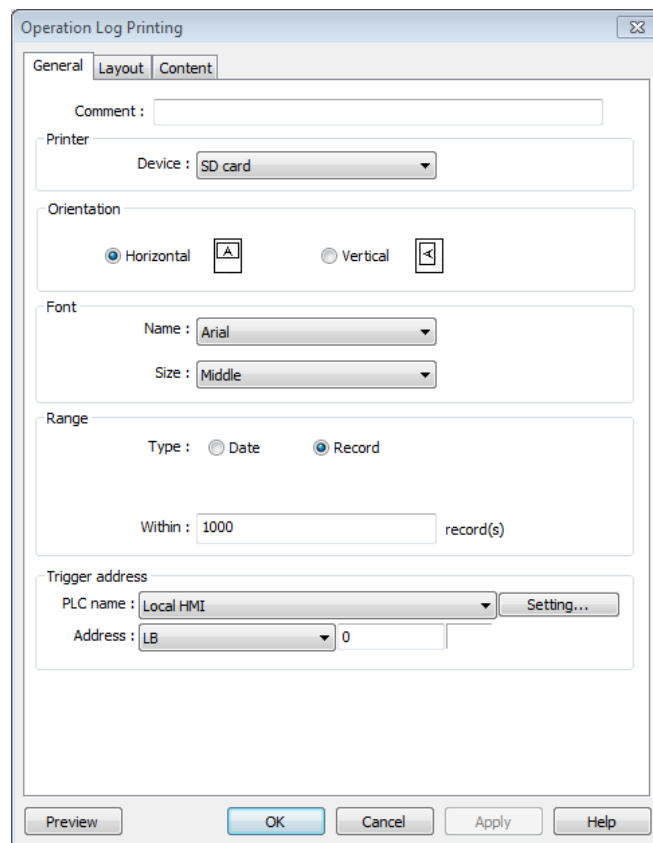 Operation Log Printing
General Layout Content
Comment :
Printer
Device : SD card
Orientation
Horizontal A Vertical A
Font
Name : Arial
Size : Middle
Range
Type : Date Record
Within : 1000 record(s)
Trigger address
PLC name : Local HMI Setting...
Address : LB 0
Preview OK Cancel Apply Help